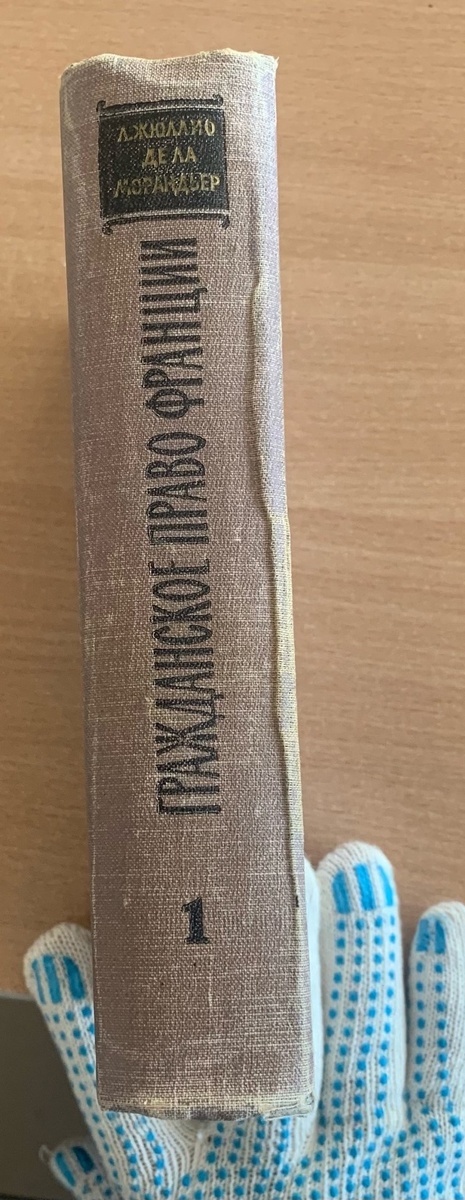 Л.ЖЮЛЛИО
ДЕ ЛА
МОРАНДЬЕР
ГРАЖДАНСКОЕ ПРАВО ФРАНЦИИ
1